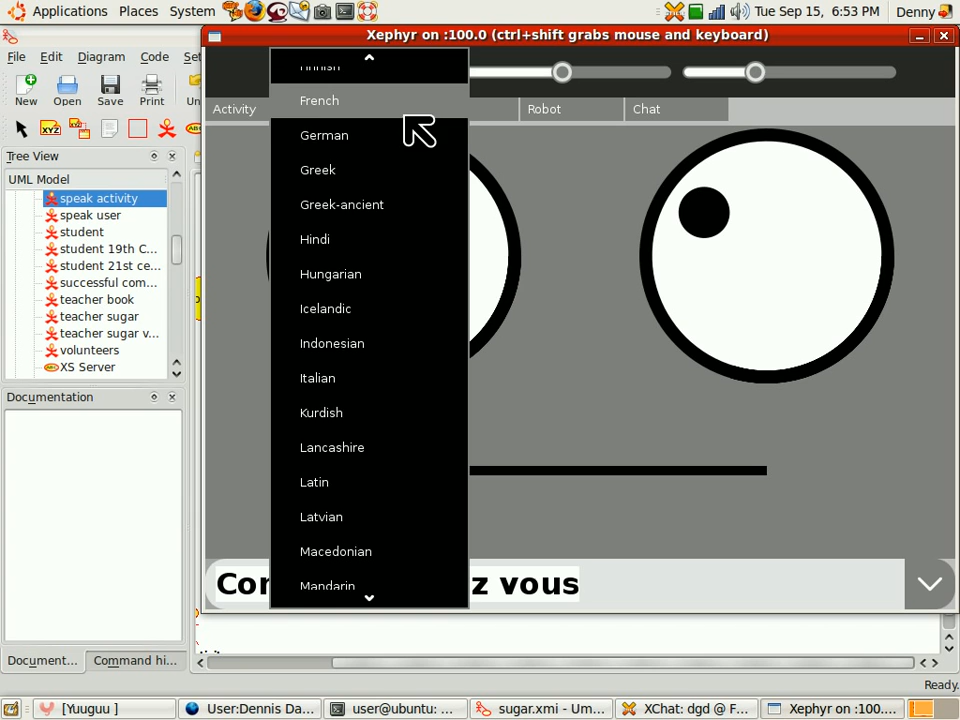 Applications Places System
Tue Sep 15, 6:53 PM Denny
Xephyr on :100.0 (ctrl+shift grabs mouse and keyboard)
File Edit Diagram Code
New Open Save Print
Activity Robot Chat
Tree View
UML Model
speak activity
speak user
student
student 19th C...
student 21st ce...
successful com...
teacher book
teacher sugar
teacher sugar v...
volunteers
XS Server
Documentation
Finnish
French
German
Greek
Greek-ancient
Hindi
Hungarian
Icelandic
Indonesian
Italian
Kurdish
Lancashire
Latin
Latvian
Macedonian
Mandarin
z vous
Document... Command hi...
Ready.
[Yuuguu ] User:Dennis Da... user@ubuntu: ... sugar.xmi - Um... XChat: dgd @ F... Xephyr on :100....